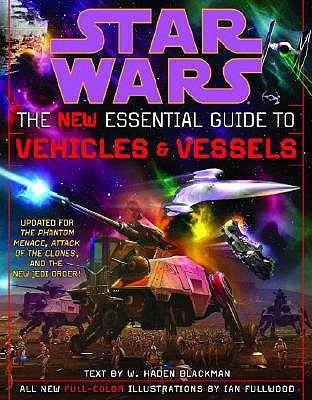 STAR
WARS
THE NEW ESSENTIAL GUIDE TO
VEHICLES & VESSELS
UPDATED FOR
THE PHANTOM
MENACE, ATTACK
OF THE CLONES,
AND THE
NEW JEDI ORDER!
TEXT BY W. HADEN BLACKMAN
ALL NEW FULL-COLOR ILLUSTRATIONS BY IAN FULLWOOD